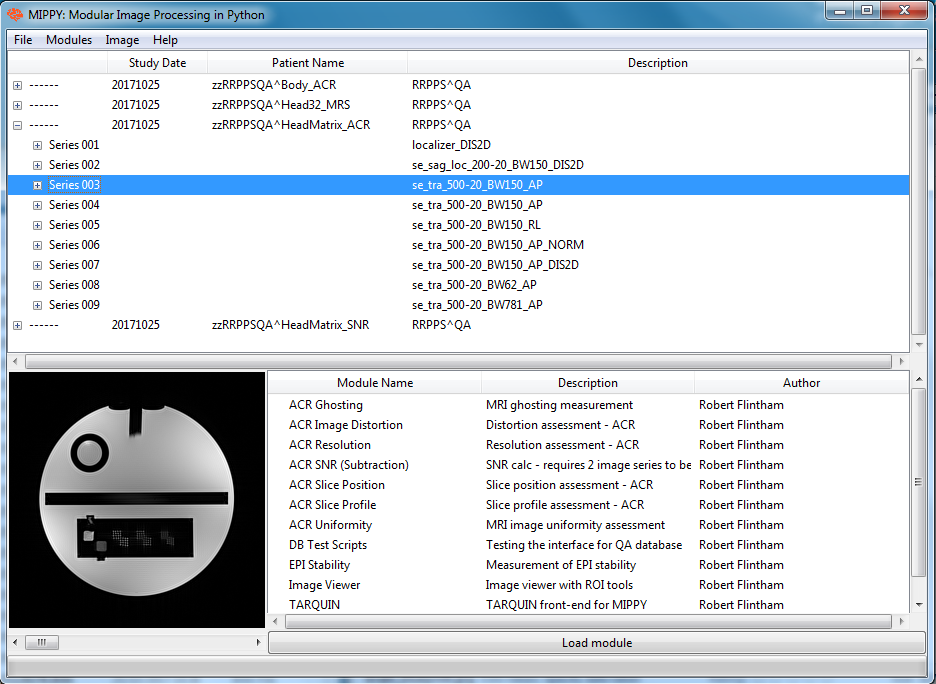 MIPPY: Modular Image Processing in Python
File Modules Image Help
Study Date Patient Name Description
------ 20171025 zzRRPPSQA^Body_ACR RRPPS^QA
------ 20171025 zzRRPPSQA^Head32_MRS RRPPS^QA
------ 20171025 zzRRPPSQA^HeadMatrix_ACR RRPPS^QA
Series 001 localizer_DIS2D
Series 002 se_sag_loc_200-20_BW150_DIS2D
Series 003 se_tra_500-20_BW150_AP
Series 004 se_tra_500-20_BW150_AP
Series 005 se_tra_500-20_BW150_RL
Series 006 se_tra_500-20_BW150_AP_NORM
Series 007 se_tra_500-20_BW150_AP_DIS2D
Series 008 se_tra_500-20_BW62_AP
Series 009 se_tra_500-20_BW781_AP
------ 20171025 zzRRPPSQA^HeadMatrix_SNR RRPPS^QA
Module Name Description Author
ACR Ghosting MRI ghosting measurement Robert Flintham
ACR Image Distortion Distortion assessment - ACR Robert Flintham
ACR Resolution Resolution assessment - ACR Robert Flintham
ACR SNR (Subtraction) SNR calc - requires 2 image series to be Robert Flintham
ACR Slice Position Slice position assessment - ACR Robert Flintham
ACR Slice Profile Slice profile assessment - ACR Robert Flintham
ACR Uniformity MRI image uniformity assessment Robert Flintham
DB Test Scripts Testing the interface for QA database Robert Flintham
EPI Stability Measurement of EPI stability Robert Flintham
Image Viewer Image viewer with ROI tools Robert Flintham
TARQUIN TARQUIN front-end for MIPPY Robert Flintham
Load module